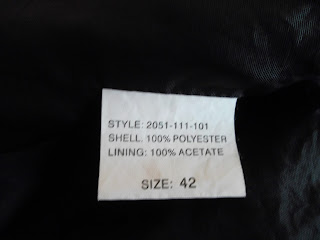 STYLE: 2051-111-101
SHELL: 100% POLYESTER
LINING: 100% ACETATE
SIZE: 42